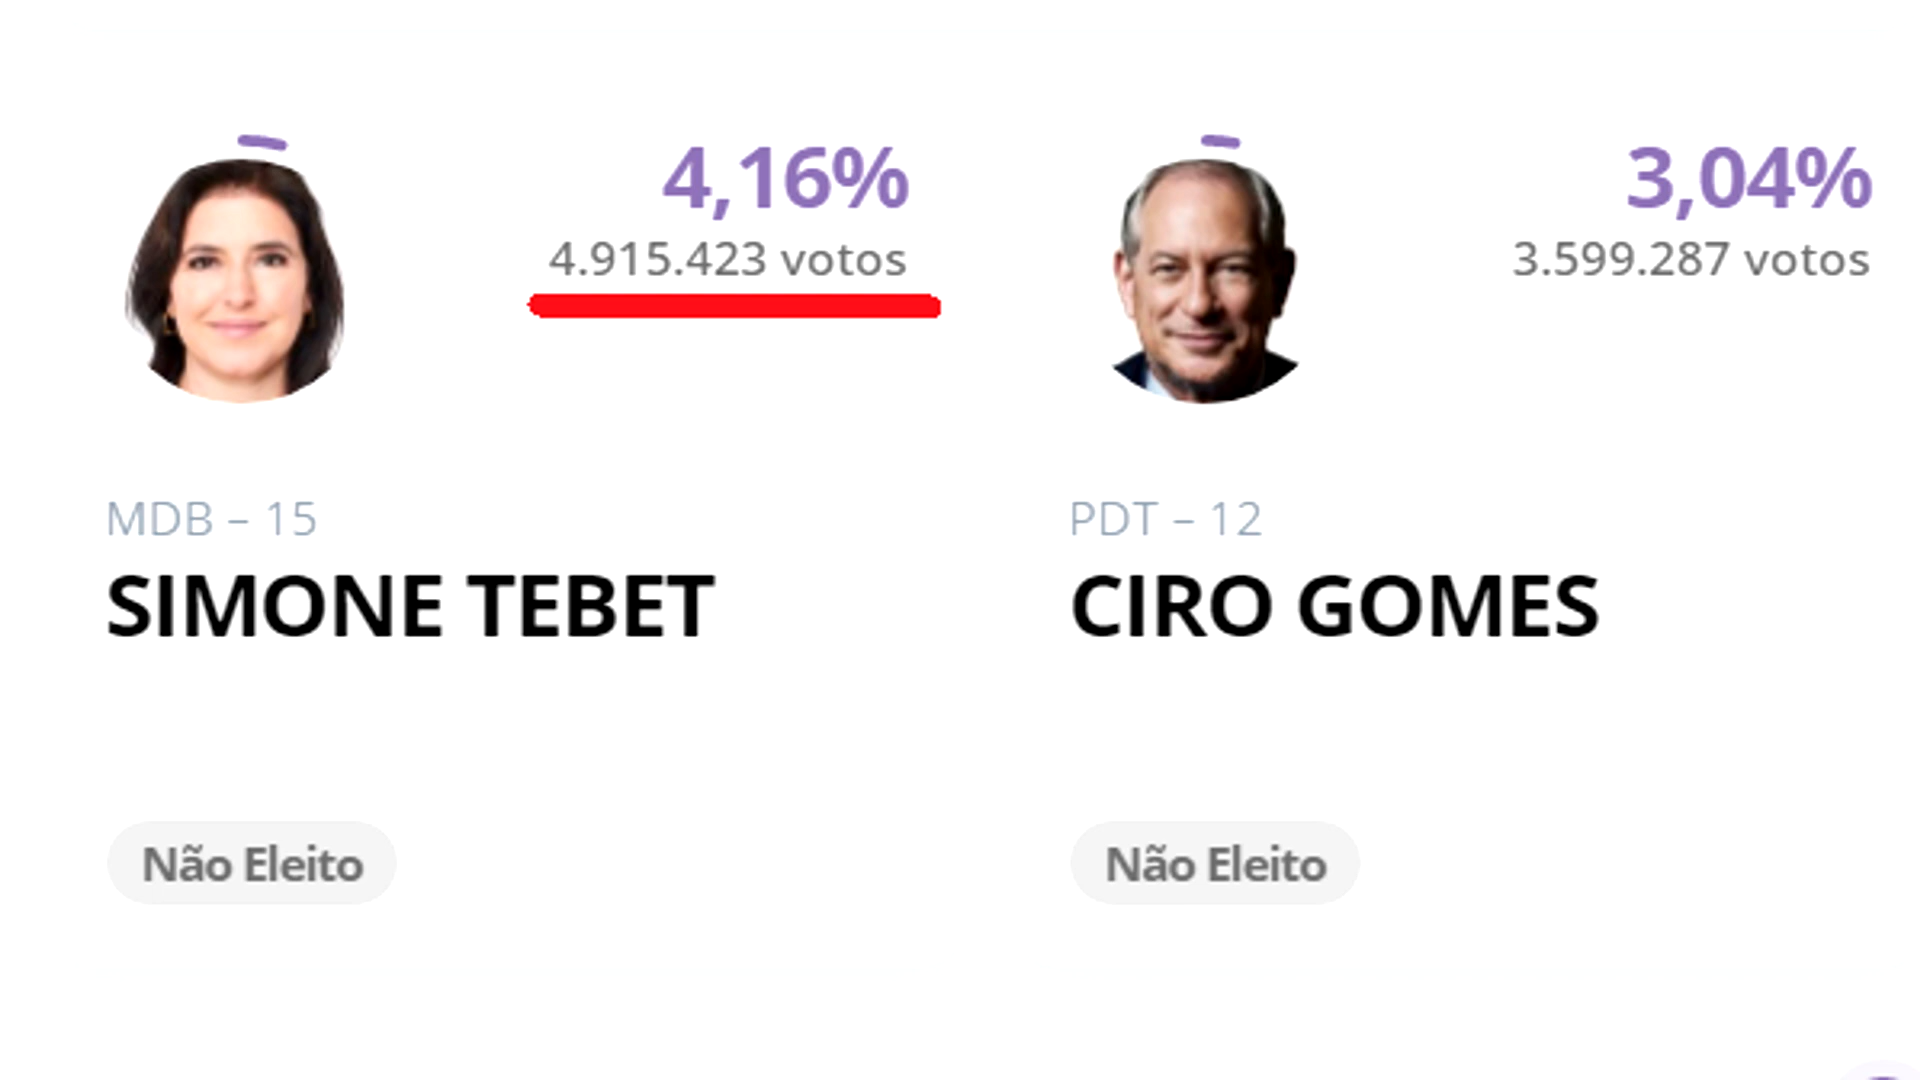 4,16%
4.915.423 votos
MDB – 15
SIMONE TEBET
Não Eleito
3,04%
3.599.287 votos
PDT – 12
CIRO GOMES
Não Eleito